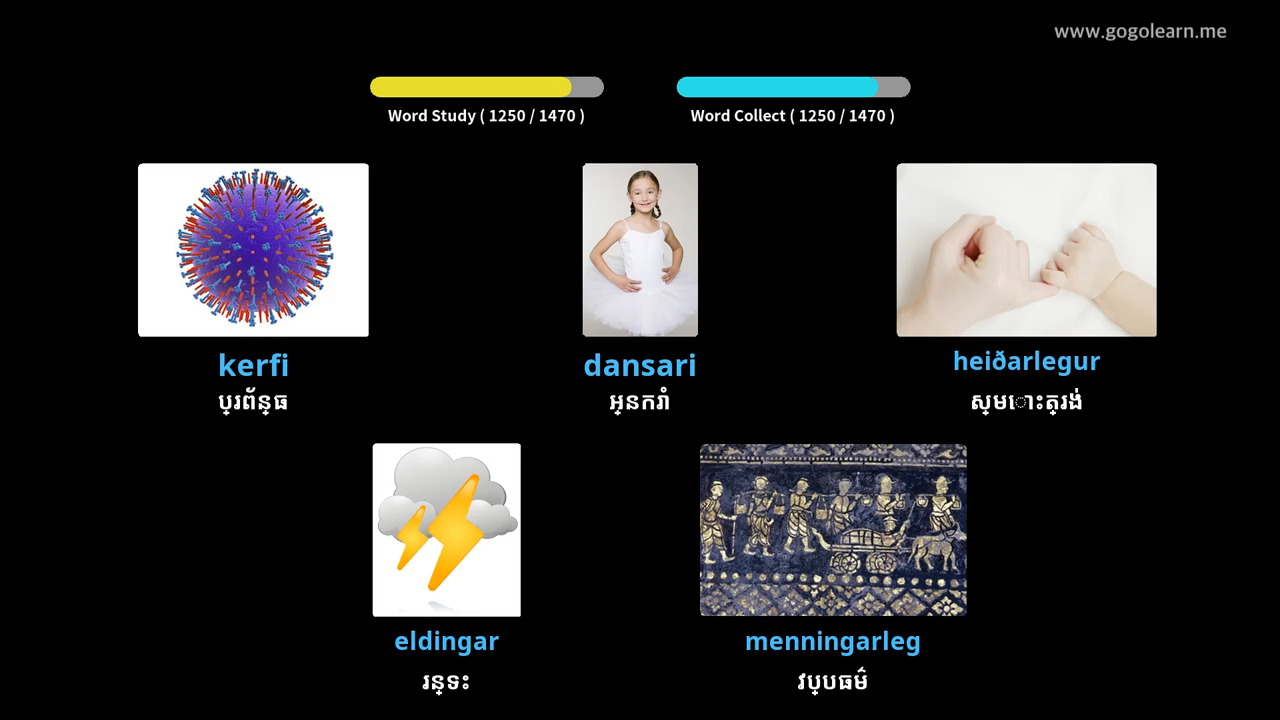 www.gogolearn.me
Word Study ( 1250 / 1470 )
Word Collect ( 1250 / 1470 )
kerfi
dansari
heiðarlegur
ប្រព័ន្ធ
អ្នករាំ
ស្មោះត្រង់
eldingar
menningarleg
រន្ទះ
វប្បធម៌